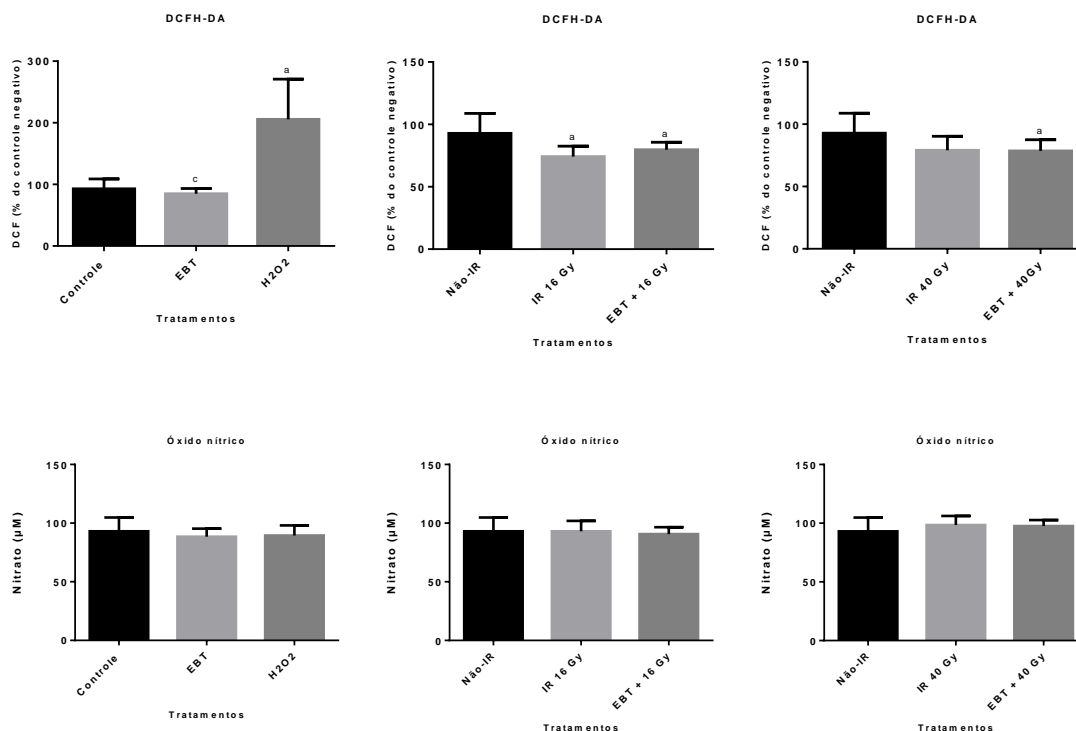 DCFH-DA
DCF (% do controle negativo)
300
200
100
0
a
c
Controle
EBT
H2O2
Tratamentos
DCFH-DA
DCF (% do controle negativo)
150
100
50
0
a
a
Não-IR
IR 16 Gy
EBT + 16 Gy
Tratamentos
DCFH-DA
DCF (% do controle negativo)
150
100
50
0
a
Não-IR
IR 40 Gy
EBT + 40Gy
Tratamentos
Óxido nítrico
Nitrato (µM)
150
100
50
0
Controle
EBT
H2O2
Tratamentos
Óxido nítrico
Nitrato (µM)
150
100
50
0
Não-IR
IR 16 Gy
EBT + 16 Gy
Tratamentos
Óxido nítrico
Nitrato (µM)
150
100
50
0
Não-IR
IR 40 Gy
EBT + 40 Gy
Tratamentos